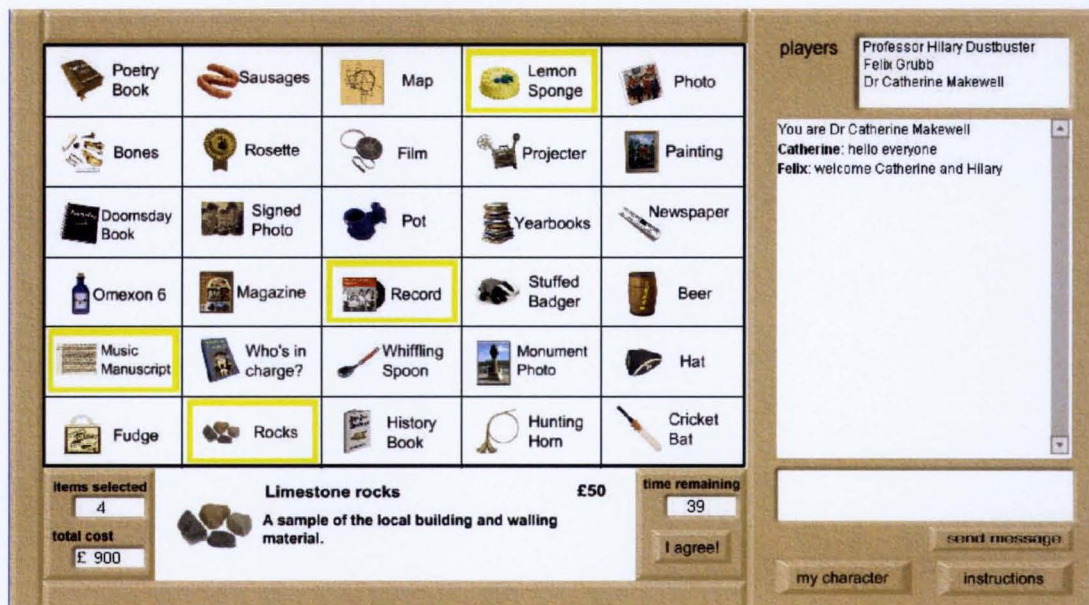 Poetry
Book
Sausages
Map
Lemon
Sponge
Photo
Bones
Rosette
Film
Projecter
Painting
Doomsday
Book
Signed
Photo
Pot
Yearbooks
Newspaper
Omexon 6
Magazine
Record
Stuffed
Badger
Beer
Music
Manuscript
Who's in
charge?
Whiffling
Spoon
Monument
Photo
Hat
Fudge
Rocks
History
Book
Hunting
Horn
Cricket
Bat
items selected
4
total cost
£ 900
Limestone rocks £50
A sample of the local building and walling
material.
time remaining
39
I agree!
players
Professor Hilary Dustbuster
Felix Grubb
Dr Catherine Makewell
You are Dr Catherine Makewell
Catherine: hello everyone
Felix: welcome Catherine and Hilary
send message
my character
instructions